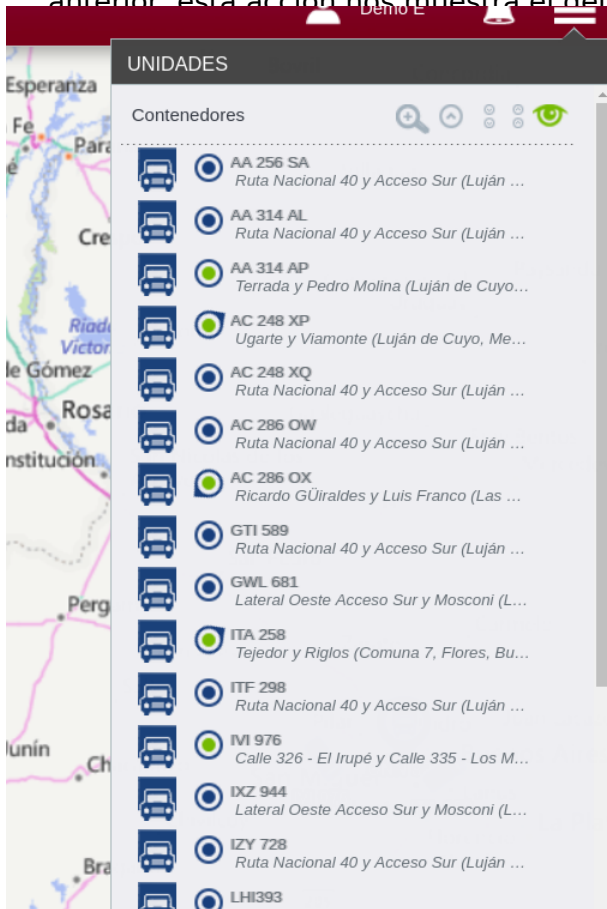 Demo E
UNIDADES
Contenedores
AA 256 SA
Ruta Nacional 40 y Acceso Sur (Luján ...
AA 314 AL
Ruta Nacional 40 y Acceso Sur (Luján ...
AA 314 AP
Terrada y Pedro Molina (Luján de Cuyo...
AC 248 XP
Ugarte y Viamonte (Luján de Cuyo, Me...
AC 248 XQ
Ruta Nacional 40 y Acceso Sur (Luján ...
AC 286 OW
Ruta Nacional 40 y Acceso Sur (Luján ...
AC 286 OX
Ricardo GÜiraldes y Luis Franco (Las ...
GTI 589
Ruta Nacional 40 y Acceso Sur (Luján ...
GWL 681
Lateral Oeste Acceso Sur y Mosconi (L...
ITA 258
Tejedor y Riglos (Comuna 7, Flores, Bu...
ITF 298
Ruta Nacional 40 y Acceso Sur (Luján ...
IVI 976
Calle 326 - El Irupé y Calle 335 - Los M...
IXZ 944
Lateral Oeste Acceso Sur y Mosconi (L...
IZY 728
Ruta Nacional 40 y Acceso Sur (Luján ...
LHI393
Esperanza
Fe
Para
Cre
Riad
Victor
e Gómez
Rosa
da
nstitución
Perg
unín
Ch
Bra